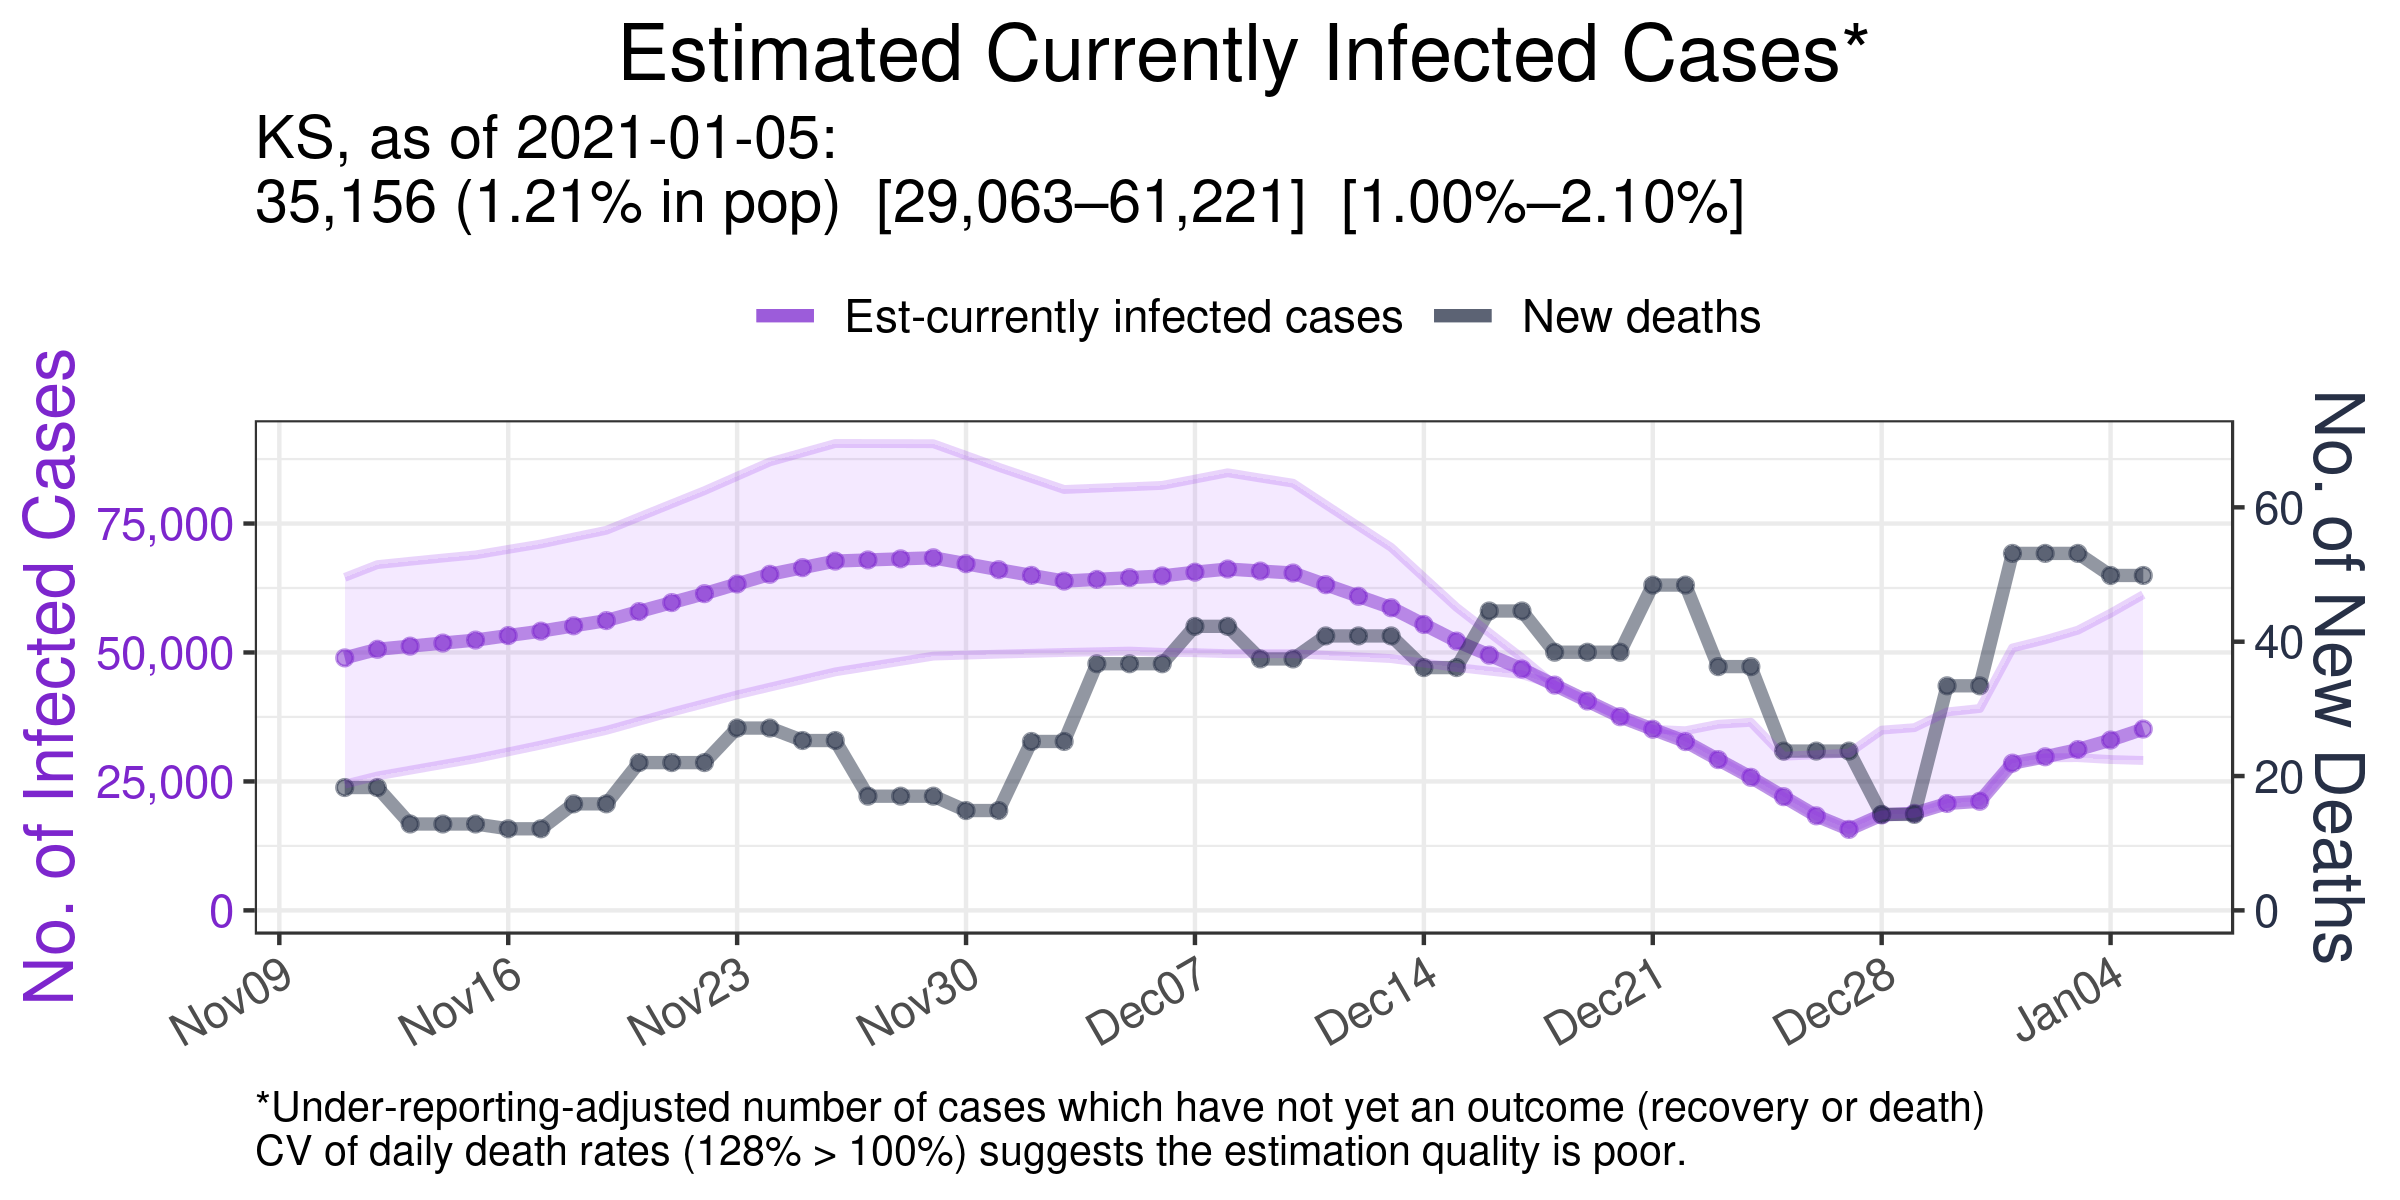 Estimated Currently Infected Cases*
KS, as of 2021-01-05:
35,156 (1.21% in pop)  [29,063–61,221]  [1.00%–2.10%]
Est-currently infected cases
New deaths
No. of Infected Cases
75,000
50,000
25,000
0
60
40
20
0
No. of New Deaths
Nov09
Nov16
Nov23
Nov30
Dec07
Dec14
Dec21
Dec28
Jan04
*Under-reporting-adjusted number of cases which have not yet an outcome (recovery or death)
CV of daily death rates (128% > 100%) suggests the estimation quality is poor.